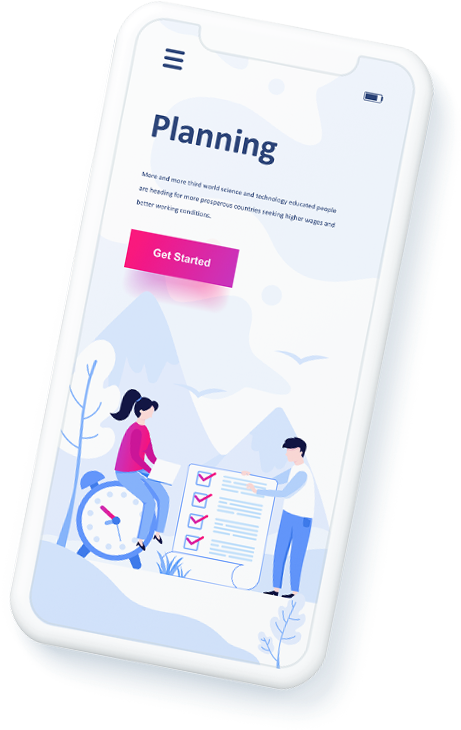 Planning
More and more third world science and technology educated people
are heading for more prosperous countries seeking higher wages and
better working conditions.
Get Started